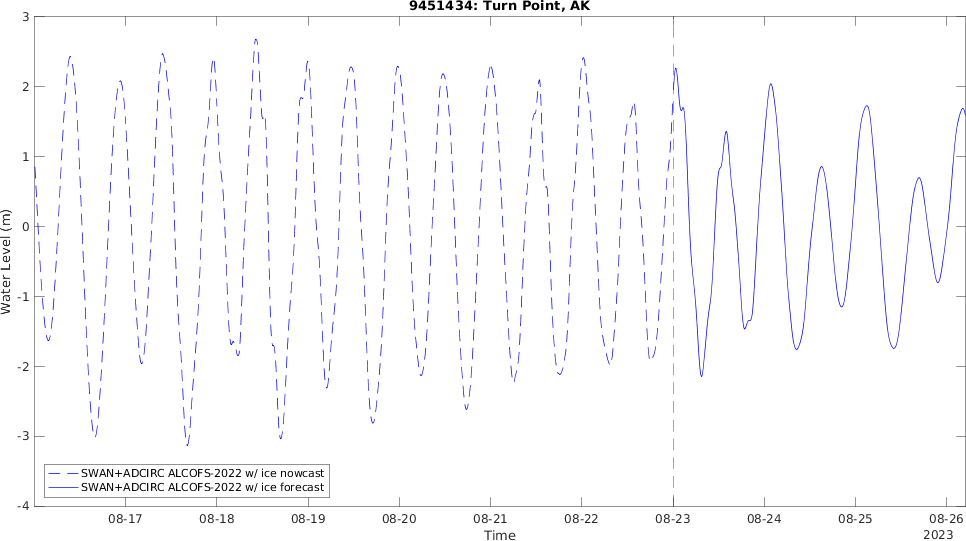 9451434: Turn Point, AK
3
2
1
0
-1
-2
-3
-4
Water Level (m)
SWAN+ADCIRC ALCOFS-2022 w/ ice nowcast
SWAN+ADCIRC ALCOFS-2022 w/ ice forecast
08-17 08-18 08-19 08-20 08-21 08-22 08-23 08-24 08-25 08-26
Time
2023